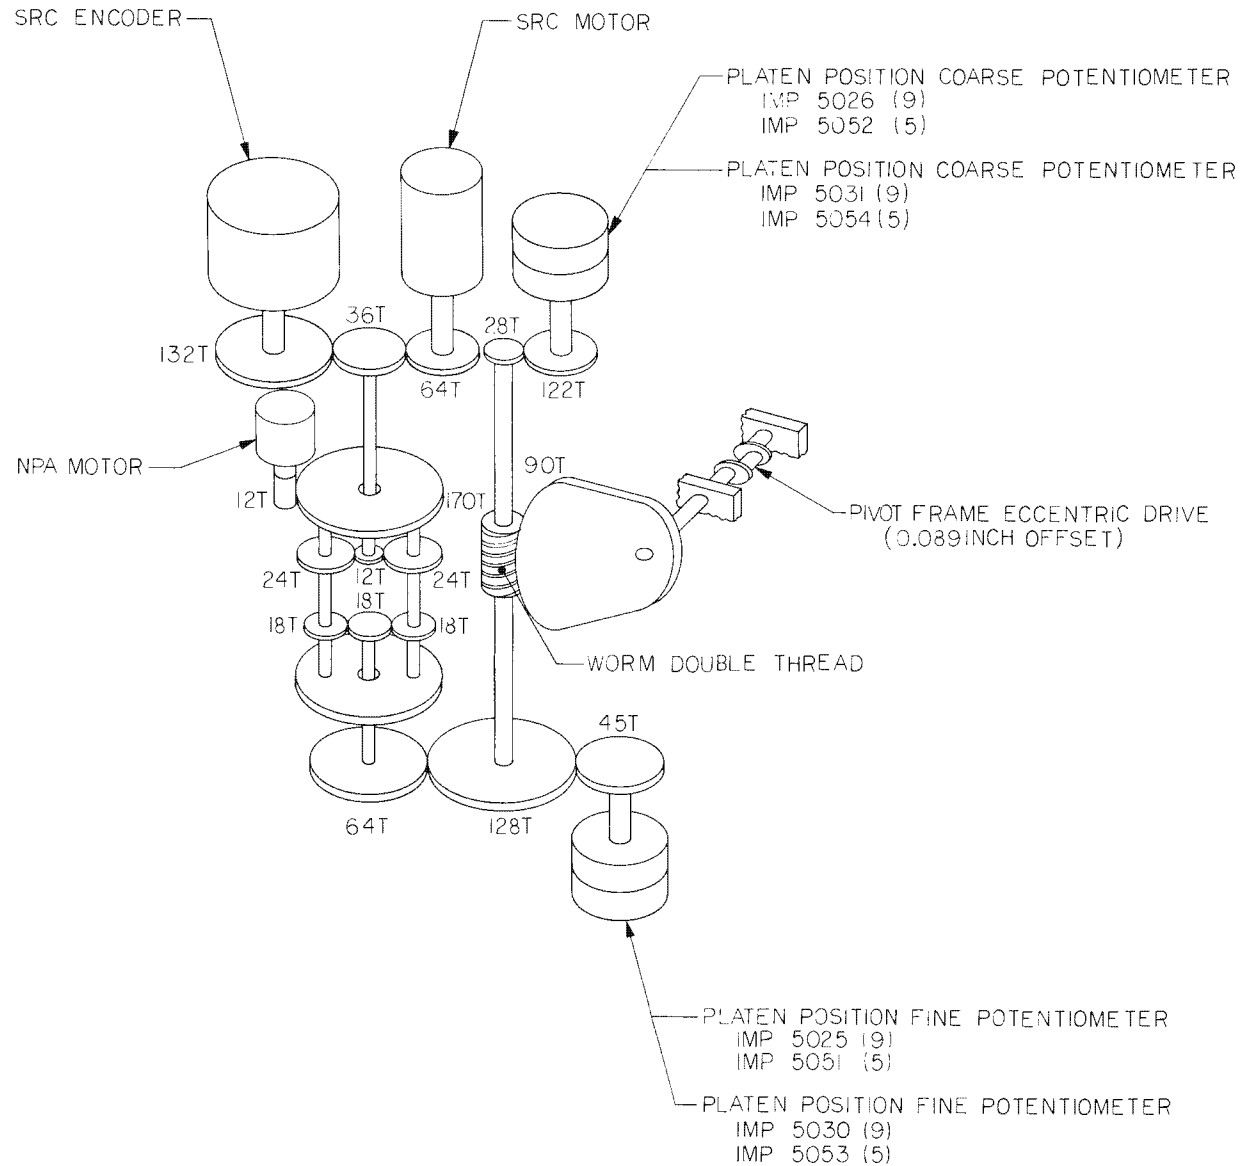 SRC ENCODER
SRC MOTOR
PLATEN POSITION COARSE POTENTIOMETER
IMP 5026 (9)
IMP 5052 (5)
PLATEN POSITION COARSE POTENTIOMETER
IMP 5031 (9)
IMP 5054 (5)
36T
28T
132T
64T
122T
NPA MOTOR
90T
12T
170T
PIVOT FRAME ECCENTRIC DRIVE
(0.089 INCH OFFSET)
24T
12T
24T
18T
18T
18T
WORM DOUBLE THREAD
45T
64T
128T
PLATEN POSITION FINE POTENTIOMETER
IMP 5025 (9)
IMP 5051 (5)
PLATEN POSITION FINE POTENTIOMETER
IMP 5030 (9)
IMP 5053 (5)